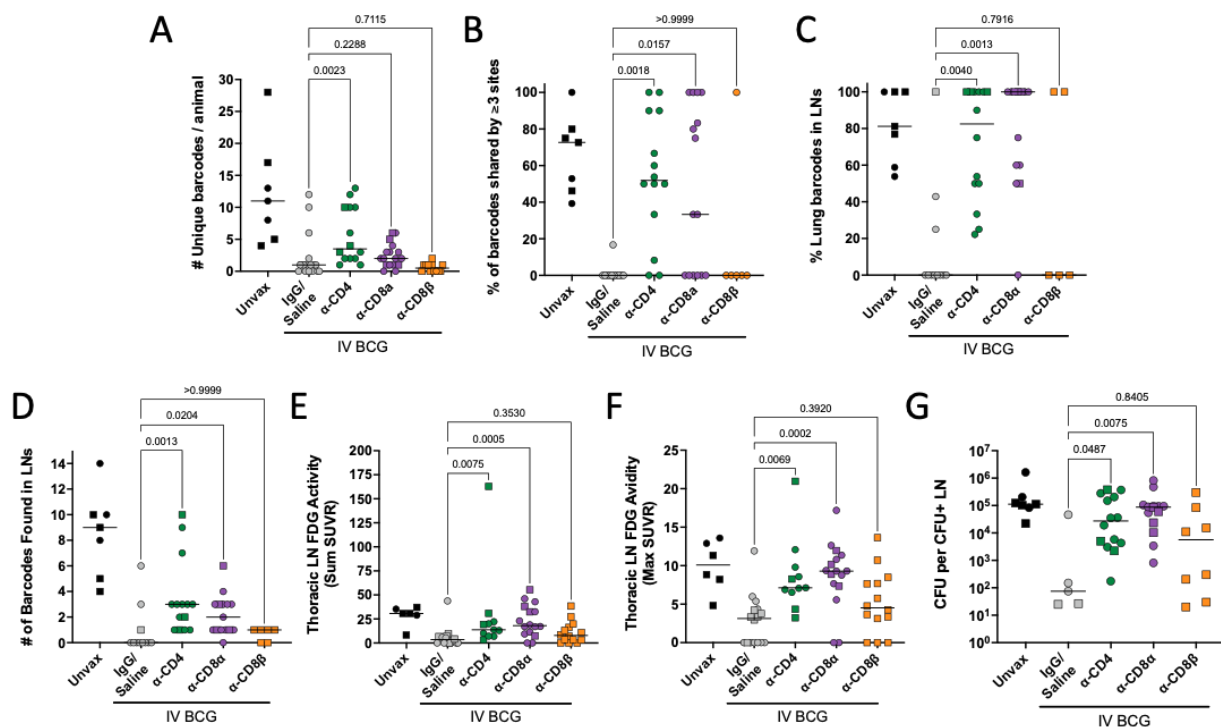 A
0.7115
0.2288
0.0023
# Unique barcodes / animal
30
25
20
15
10
5
0
Unvax
IgG/
Saline
α-CD4
α-CD8a
α-CD8β
IV BCG
B
>0.9999
0.0157
0.0018
% of barcodes shared by ≥3 sites
100
80
60
40
20
0
Unvax
IgG/
Saline
α-CD4
α-CD8a
α-CD8β
IV BCG
C
0.7916
0.0013
0.0040
% Lung barcodes in LNs
100
80
60
40
20
0
Unvax
IgG/
Saline
α-CD4
α-CD8α
α-CD8β
IV BCG
D
>0.9999
0.0204
0.0013
# of Barcodes Found in LNs
14
12
10
8
6
4
2
0
Unvax
IgG/
Saline
α-CD4
α-CD8α
α-CD8β
IV BCG
E
0.3530
0.0005
0.0075
Thoracic LN FDG Activity
(Sum SUVR)
200
175
150
125
100
75
50
25
0
Unvax
IgG/
Saline
α-CD4
α-CD8α
α-CD8β
IV BCG
F
0.3920
0.0002
0.0069
Thoracic LN FDG Avidity
(Max SUVR)
25
20
15
10
5
0
Unvax
IgG/
Saline
α-CD4
α-CD8α
α-CD8β
IV BCG
G
0.8405
0.0075
0.0487
CFU per CFU+ LN
10⁷
10⁶
10⁵
10⁴
10³
10²
10¹
10⁰
Unvax
IgG/
Saline
α-CD4
α-CD8α
α-CD8β
IV BCG